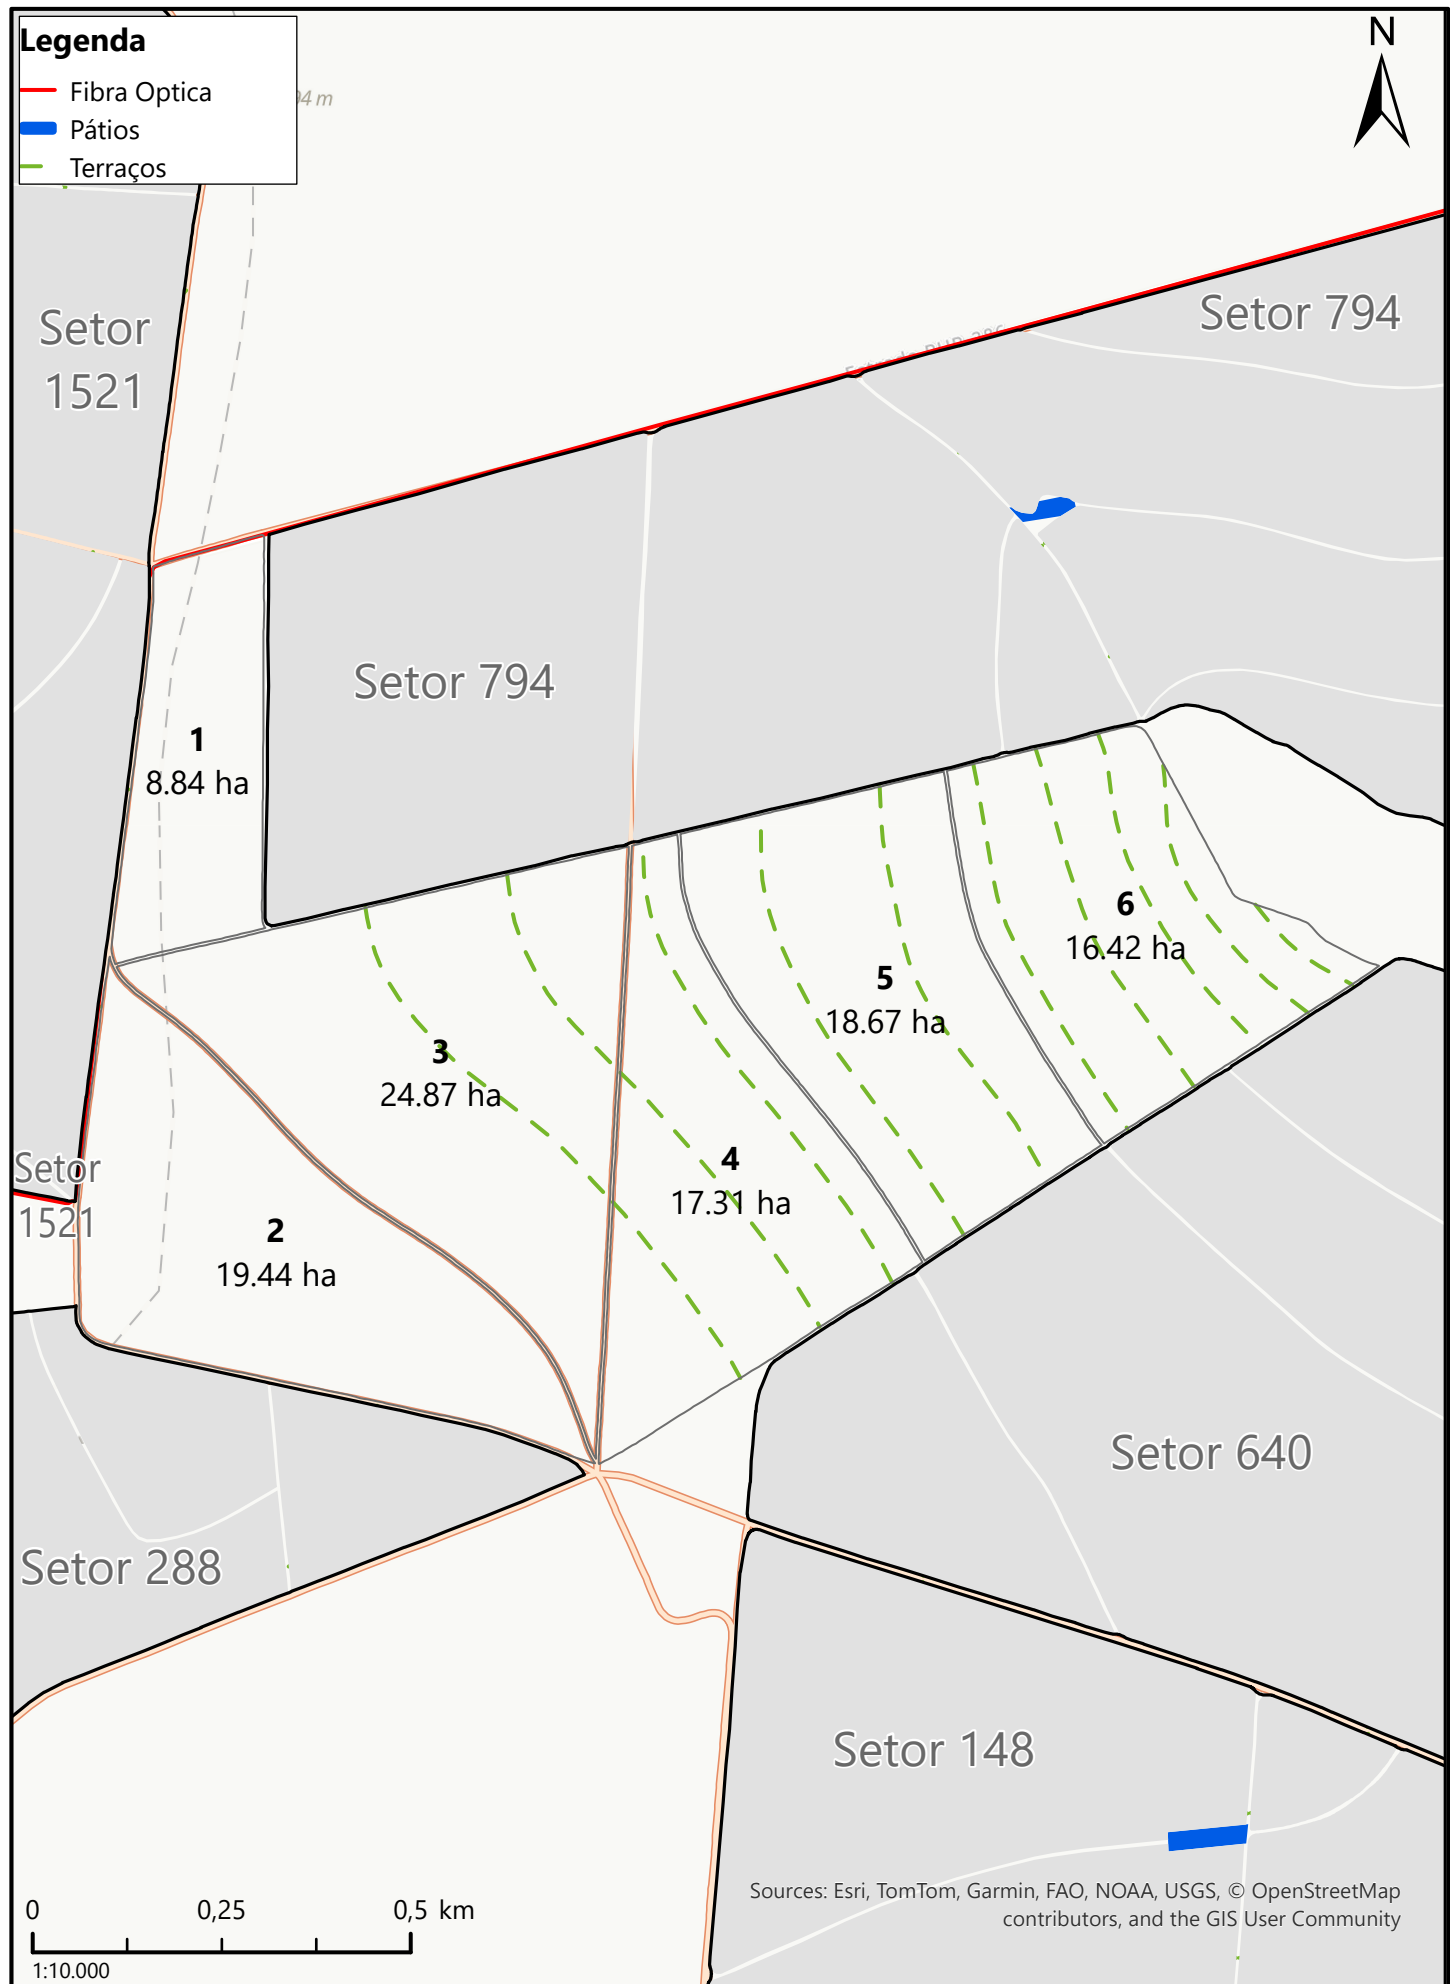 Legenda
Fibra Optica
Pátios
Terraços
N
94 m
Setor
1521
Setor 794
Setor 794
1
8.84 ha
6
16.42 ha
5
18.67 ha
3
24.87 ha
4
17.31 ha
Setor
1521
2
19.44 ha
Setor 640
Setor 288
Setor 148
Sources: Esri, TomTom, Garmin, FAO, NOAA, USGS, © OpenStreetMap
contributors, and the GIS User Community
0 0,25 0,5 km
1:10.000